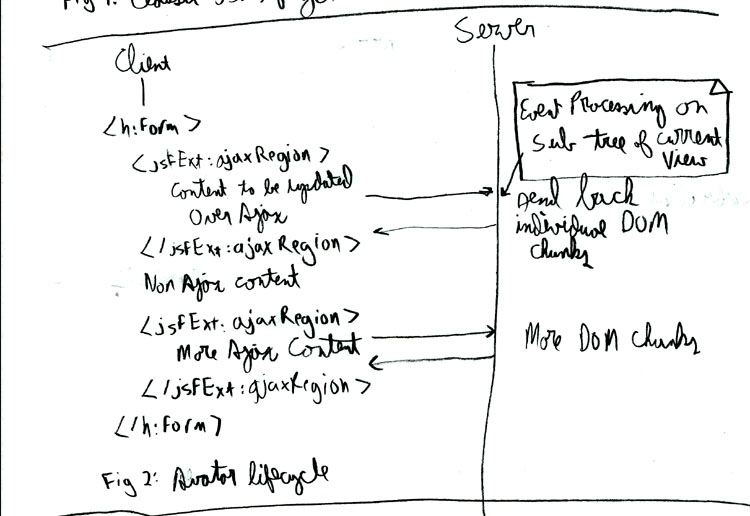 Fig 1:
Server
Client
<h:Form>
<jsfExt:ajaxRegion>
Content to be updated
Over Ajax
</jsfExt:ajaxRegion>
Non Ajax content
<jsfExt:ajaxRegion>
More Ajax Content
</jsfExt:ajaxRegion>
</h:Form>
Event Processing on
Sub tree of current
View
Send back
individual DOM
chunks
More DOM chunks
Fig 2: Avatar lifecycle